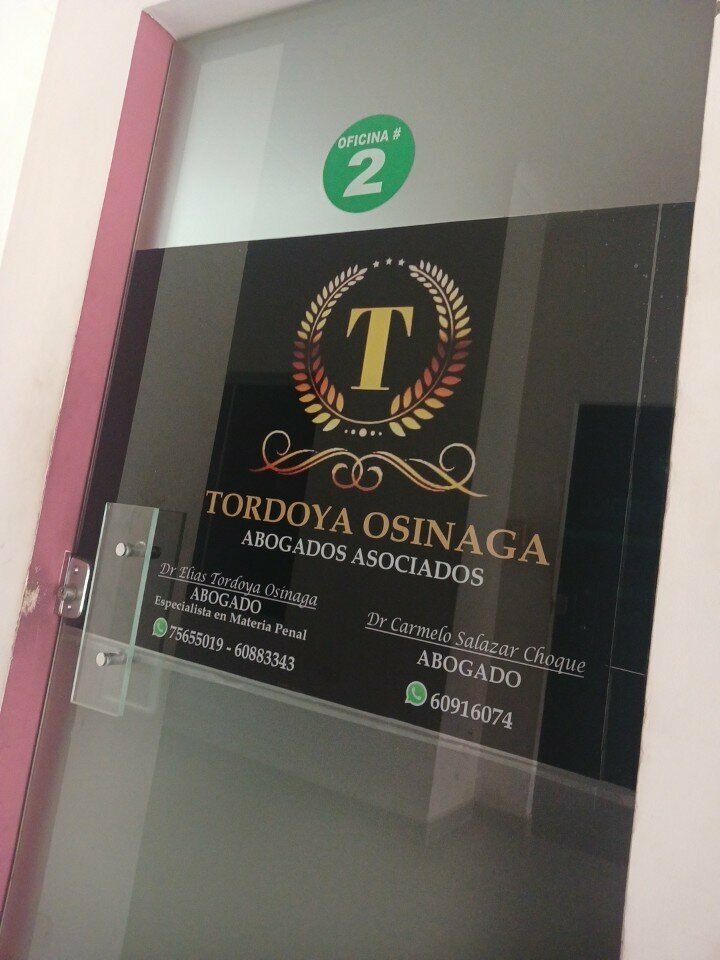 OFICINA #
2
T
TORDOYA OSINAGA
ABOGADOS ASOCIADOS
Dr Elias Tordoya Osinaga
ABOGADO
Especialista en Materia Penal
75655019 - 60883343
Dr Carmelo Salazar Choque
ABOGADO
60916074